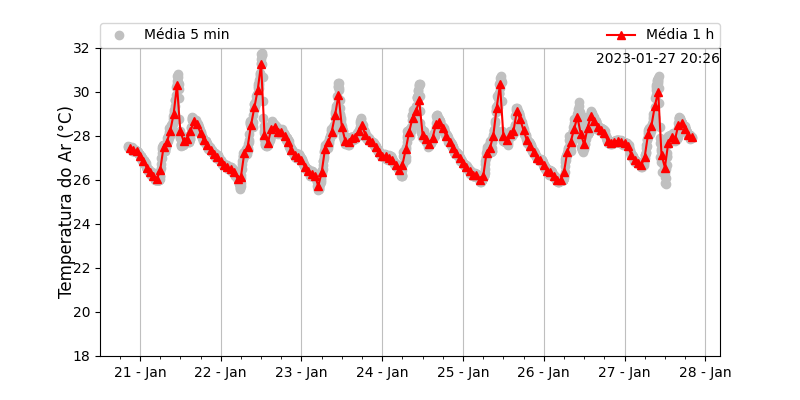 Média 5 min
Média 1 h
2023-01-27 20:26
Temperatura do Ar (°C)
32
30
28
26
24
22
20
18
21 - Jan
22 - Jan
23 - Jan
24 - Jan
25 - Jan
26 - Jan
27 - Jan
28 - Jan